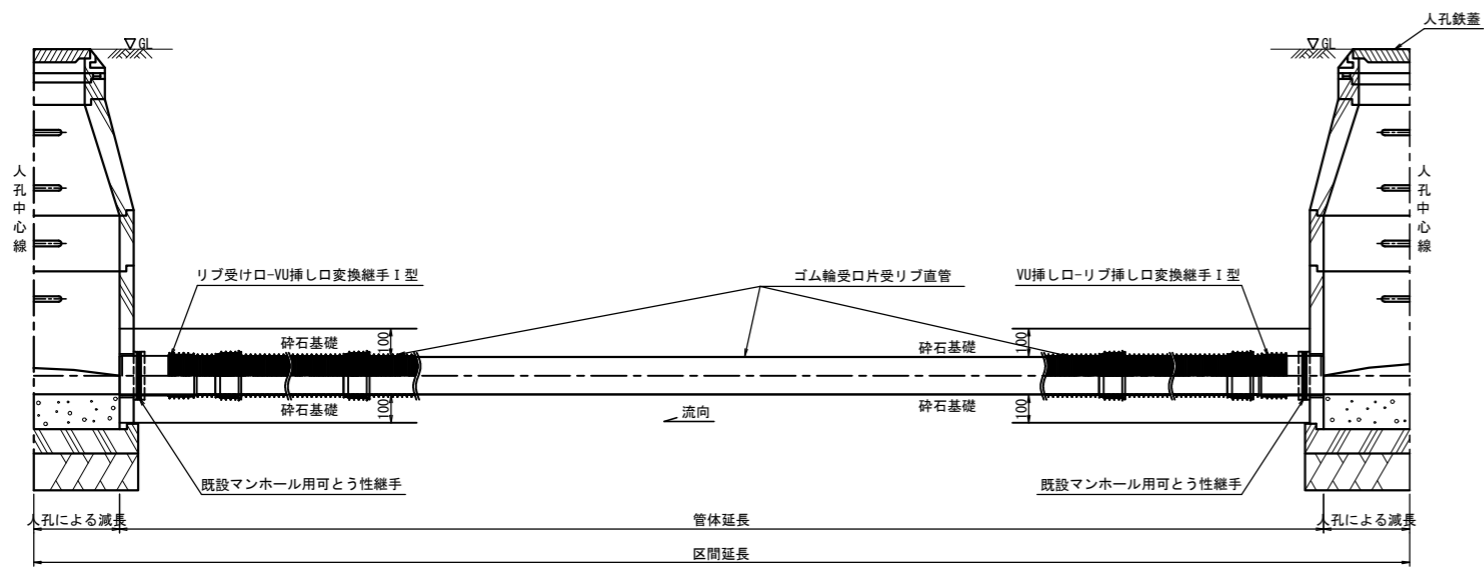 人孔鉄蓋
▽GL
▽GL
人孔中心線
人孔中心線
リブ受け口-VU挿し口変換継手Ⅰ型
ゴム輪受口片受リブ直管
VU挿し口-リブ挿し口変換継手Ⅰ型
砕石基礎
100
砕石基礎
100
砕石基礎
100
流向
砕石基礎
100
既設マンホール用可とう性継手
既設マンホール用可とう性継手
人孔による減長
管体延長
人孔による減長
区間延長